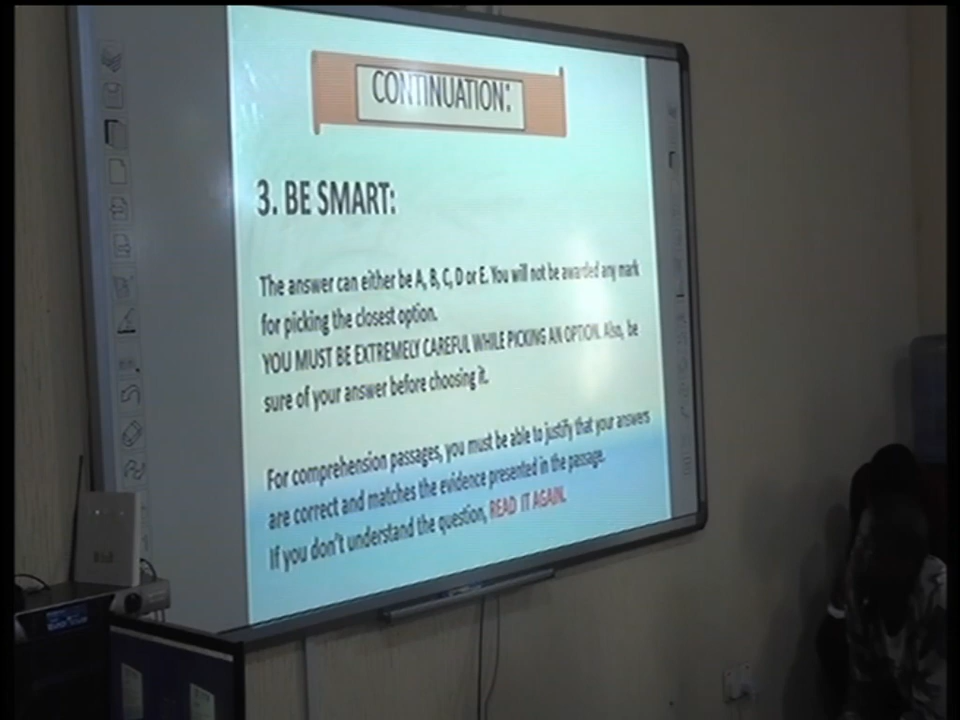 CONTINUATION:
3. BE SMART:
The answer can either be A, B, C, D or E. You will not be awarded any mark
for picking the closest option.
YOU MUST BE EXTREMELY CAREFUL WHILE PICKING AN OPTION. Also, be
sure of your answer before choosing it.
For comprehension passages, you must be able to justify that your answers
are correct and matches the evidence presented in the passage.
If you don't understand the question, READ IT AGAIN.